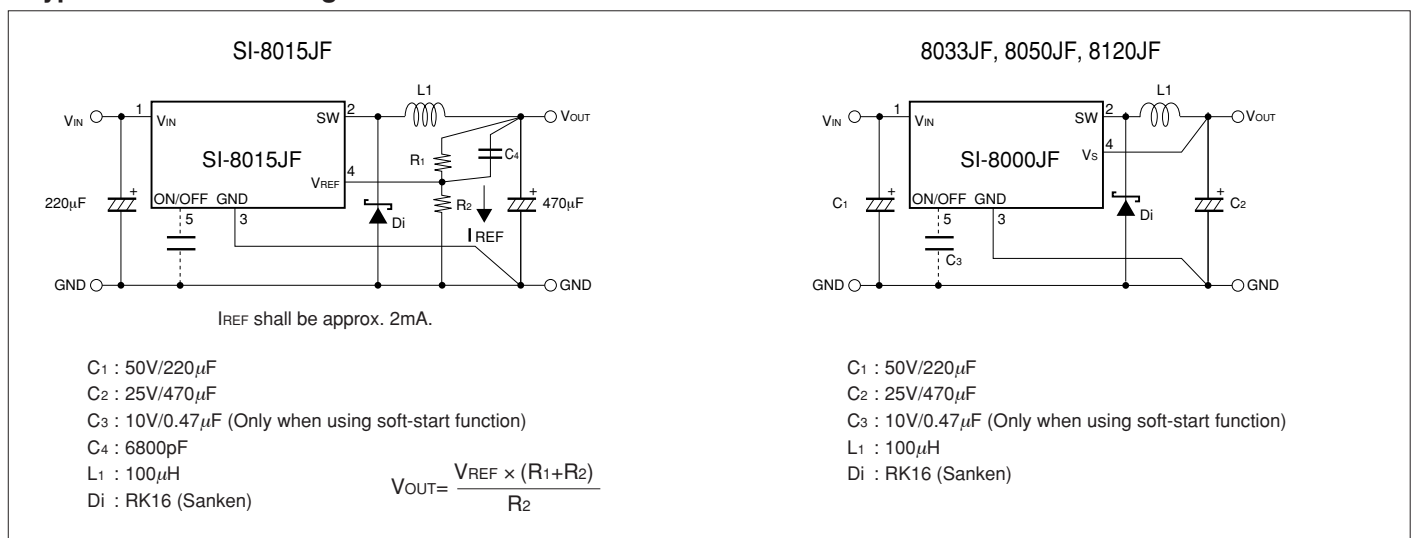 SI-8015JF
VIN
1
VIN
SW
2
L1
VOUT
SI-8015JF
R1
C4
VREF
4
220μF
+
ON/OFF GND
5
3
Di
R2
IREF
+
470μF
GND
GND
IREF shall be approx. 2mA.
C1 : 50V/220μF
C2 : 25V/470μF
C3 : 10V/0.47μF (Only when using soft-start function)
C4 : 6800pF
L1 : 100μH
Di : RK16 (Sanken)
VOUT= VREF × (R1+R2)
R2
8033JF, 8050JF, 8120JF
VIN
1
VIN
SW
2
L1
VOUT
VS
4
SI-8000JF
C1
+
ON/OFF GND
5
3
C3
Di
+
C2
GND
GND
C1 : 50V/220μF
C2 : 25V/470μF
C3 : 10V/0.47μF (Only when using soft-start function)
L1 : 100μH
Di : RK16 (Sanken)